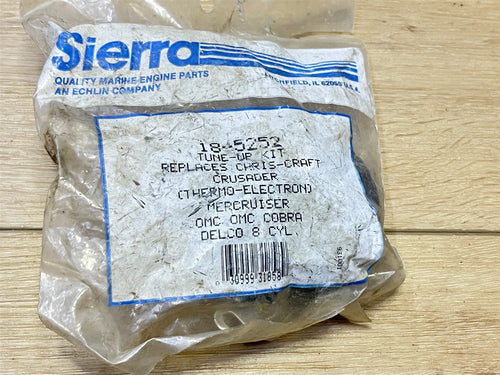 Sierra
QUALITY MARINE ENGINE PARTS
AN ECHLIN COMPANY
LITCHFIELD, IL 62056 U.S.A.
18-5252
TUNE-UP KIT
REPLACES CHRIS-CRAFT
CRUSADER
(THERMO-ELECTRON)
MERCRUISER
OMC OMC COBRA
DELCO 8 CYL.